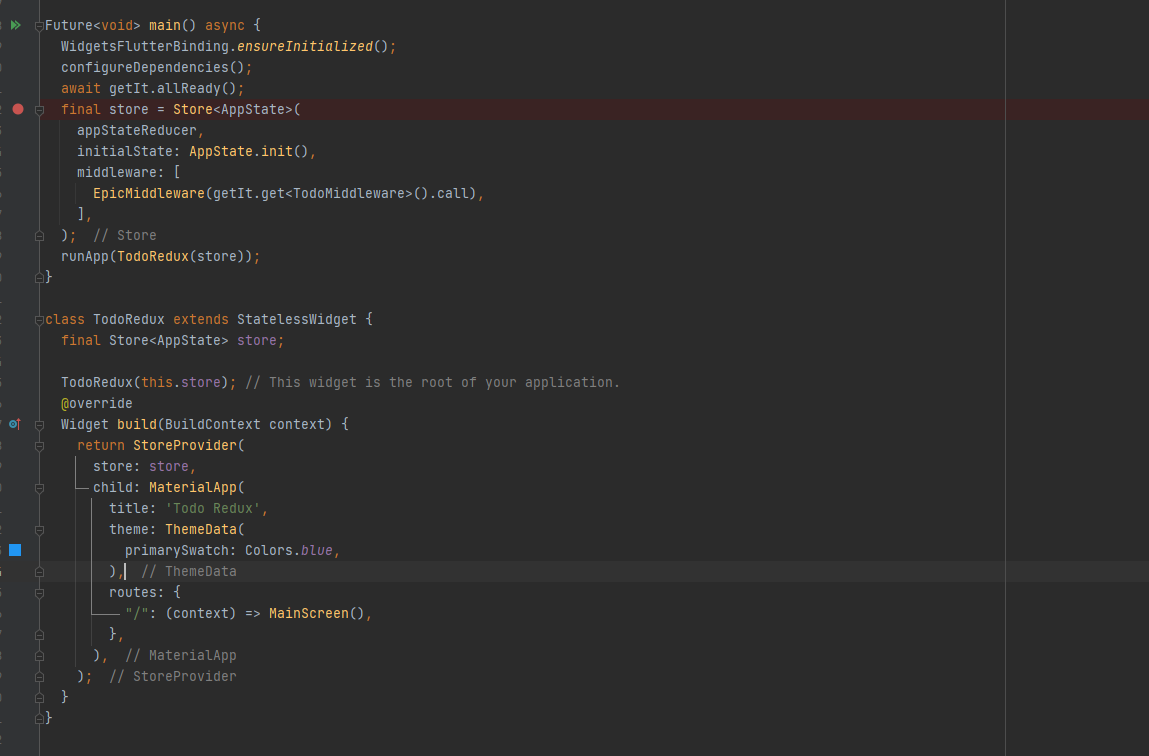 Future<void> main() async {
  WidgetsFlutterBinding.ensureInitialized();
  configureDependencies();
  await getIt.allReady();
  final store = Store<AppState>(
    appStateReducer,
    initialState: AppState.init(),
    middleware: [
      EpicMiddleware(getIt.get<TodoMiddleware>().call),
    ],
  );  // Store
  runApp(TodoRedux(store));
}

class TodoRedux extends StatelessWidget {
  final Store<AppState> store;

  TodoRedux(this.store); // This widget is the root of your application.
  @override
  Widget build(BuildContext context) {
    return StoreProvider(
      store: store,
      child: MaterialApp(
        title: 'Todo Redux',
        theme: ThemeData(
          primarySwatch: Colors.blue,
        ),  // ThemeData
        routes: {
          "/": (context) => MainScreen(),
        },
      ),  // MaterialApp
    );  // StoreProvider
  }
}